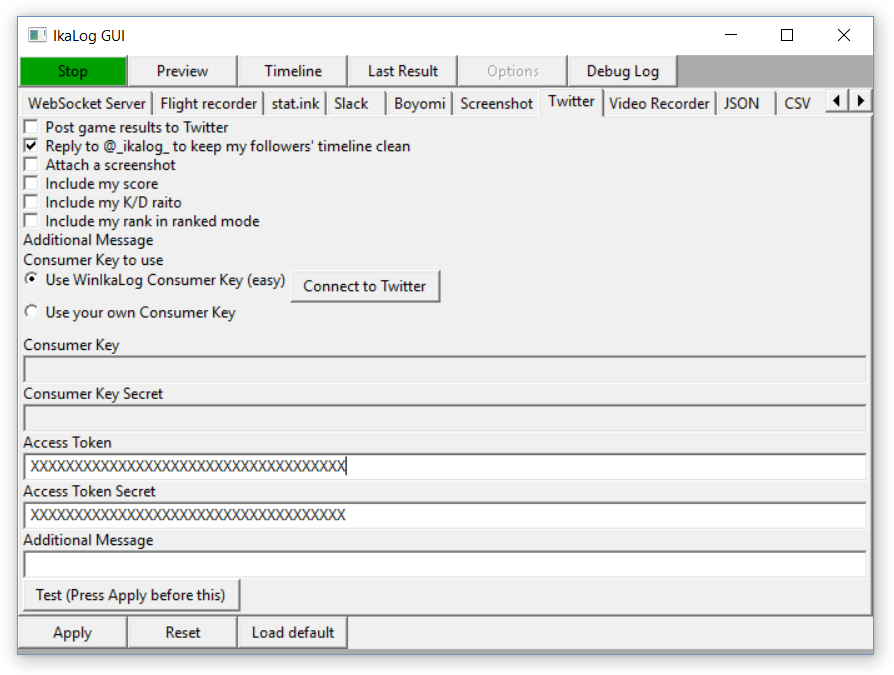 IkaLog GUI
Stop Preview Timeline Last Result Options Debug Log
WebSocket Server Flight recorder stat.ink Slack Boyomi Screenshot Twitter Video Recorder JSON CSV
Post game results to Twitter
Reply to @_ikalog_ to keep my followers' timeline clean
Attach a screenshot
Include my score
Include my K/D raito
Include my rank in ranked mode
Additional Message
Consumer Key to use
Use WinIkaLog Consumer Key (easy) Connect to Twitter
Use your own Consumer Key
Consumer Key
Consumer Key Secret
Access Token
XXXXXXXXXXXXXXXXXXXXXXXXXXXXXXXXXXXX
Access Token Secret
XXXXXXXXXXXXXXXXXXXXXXXXXXXXXXXXXXXX
Additional Message
Test (Press Apply before this)
Apply Reset Load default